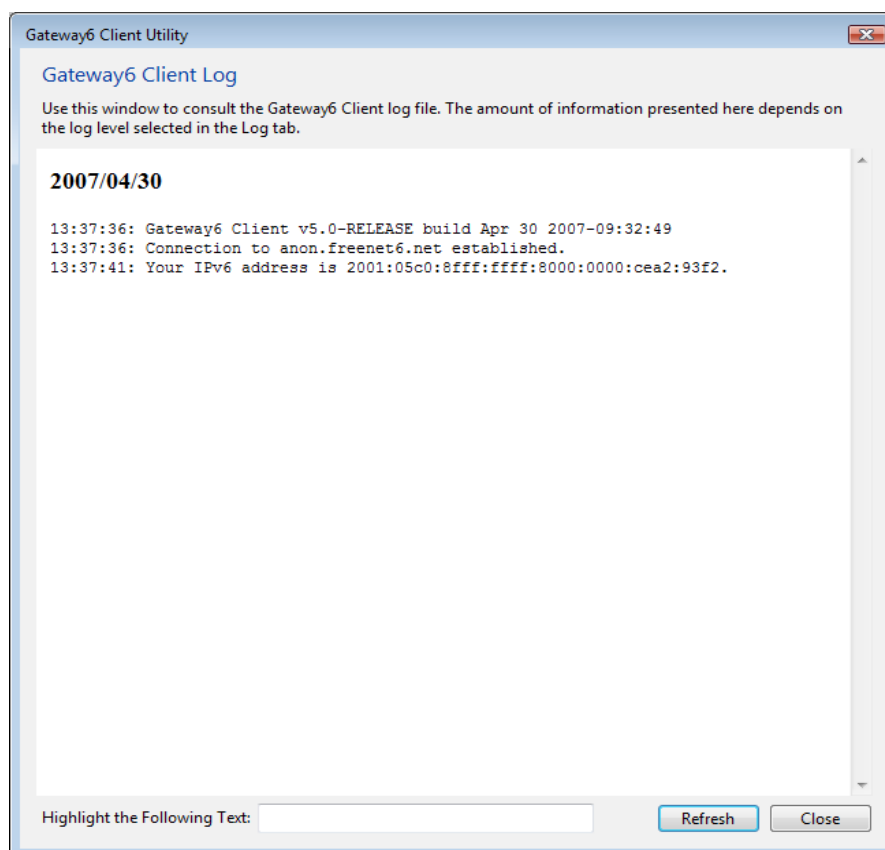 Gateway6 Client Utility
Gateway6 Client Log
Use this window to consult the Gateway6 Client log file. The amount of information presented here depends on
the log level selected in the Log tab.
2007/04/30
13:37:36: Gateway6 Client v5.0-RELEASE build Apr 30 2007-09:32:49
13:37:36: Connection to anon.freenet6.net established.
13:37:41: Your IPv6 address is 2001:05c0:8fff:ffff:8000:0000:cea2:93f2.
Highlight the Following Text:
Refresh
Close